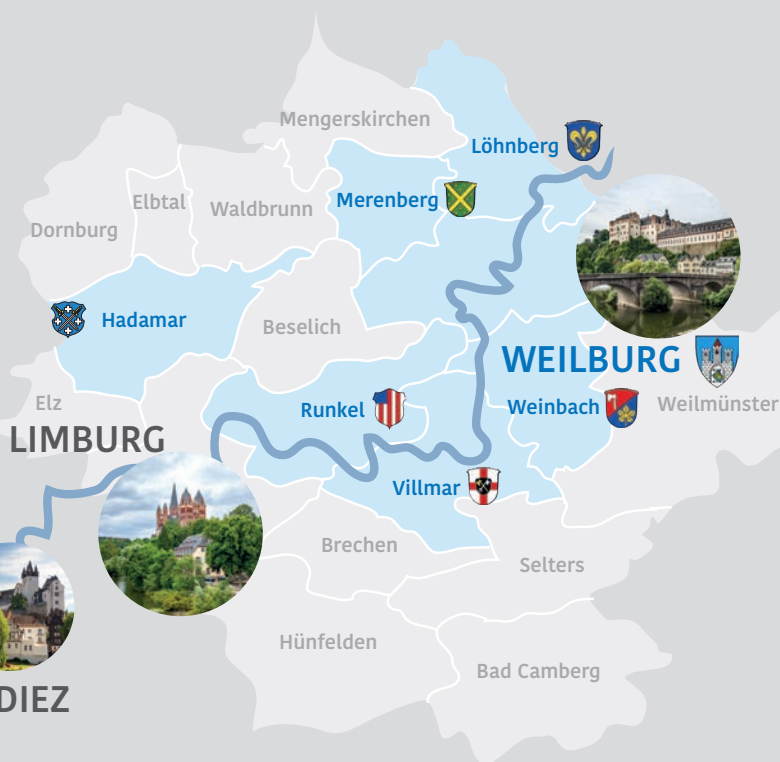 Mengerskirchen
Löhnberg
Merenberg
Elbtal
Waldbrunn
Dornburg
Hadamar
Beselich
WEILBURG
Elz
Runkel
Weinbach
Weilmünster
LIMBURG
Villmar
Brechen
Selters
Hünfelden
Bad Camberg
DIEZ